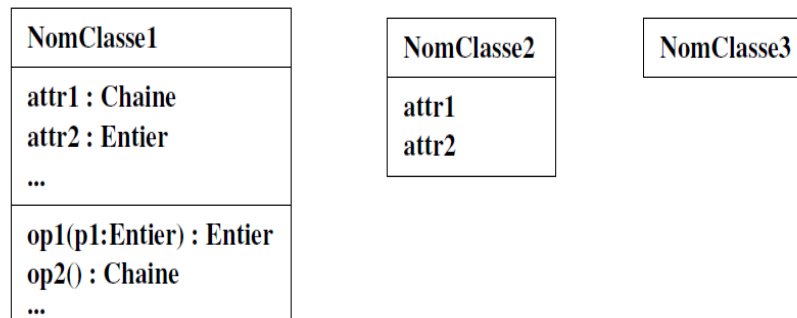 NomClasse1
attr1 : Chaine
attr2 : Entier
...
op1(p1:Entier) : Entier
op2() : Chaine
...
NomClasse2
attr1
attr2
NomClasse3